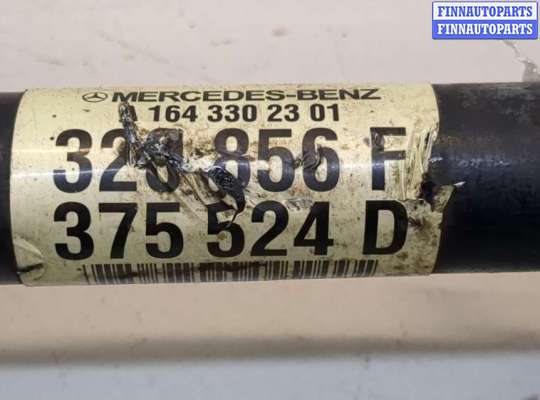 FINNAUTOPARTS
FINNAUTOPARTS
MERCEDES-BENZ
A 164 330 23 01
856 F
375 524 D